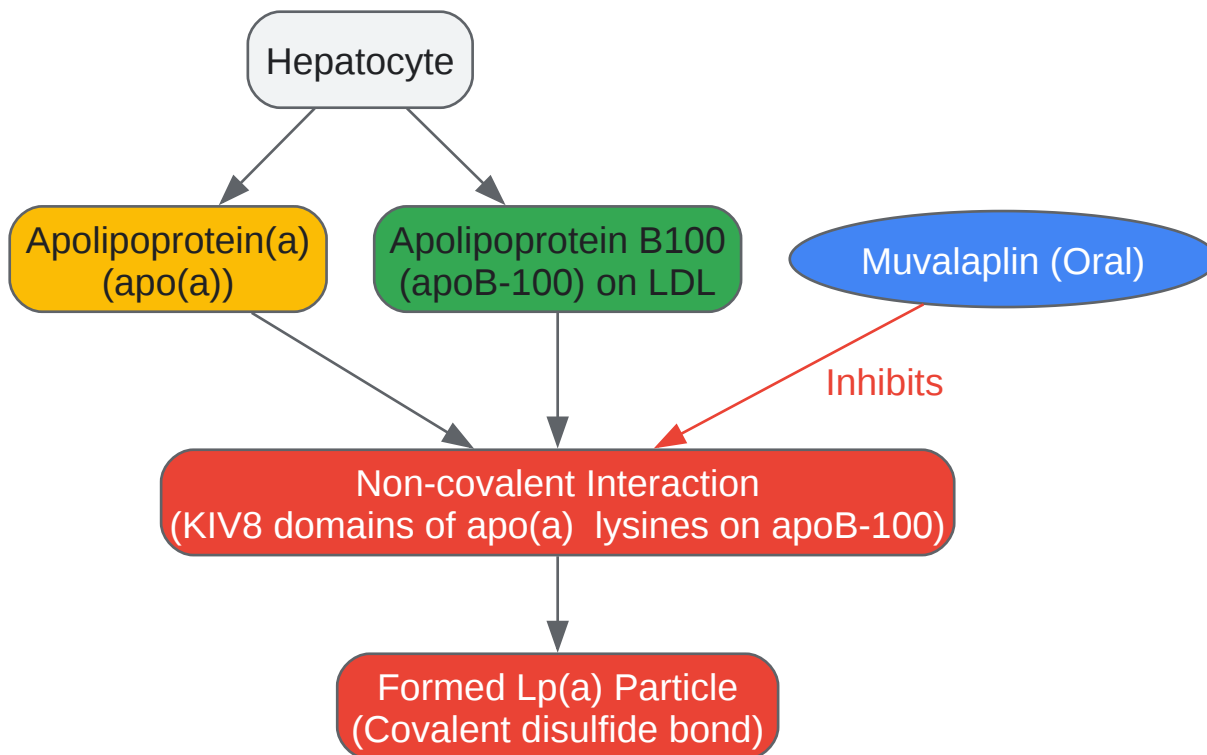 Hepatocyte
Apolipoprotein(a)
(apo(a))
Apolipoprotein B100
(apoB-100) on LDL
Muvalaplin (Oral)
Inhibits
Non-covalent Interaction
(KIV8 domains of apo(a)  lysines on apoB-100)
Formed Lp(a) Particle
(Covalent disulfide bond)